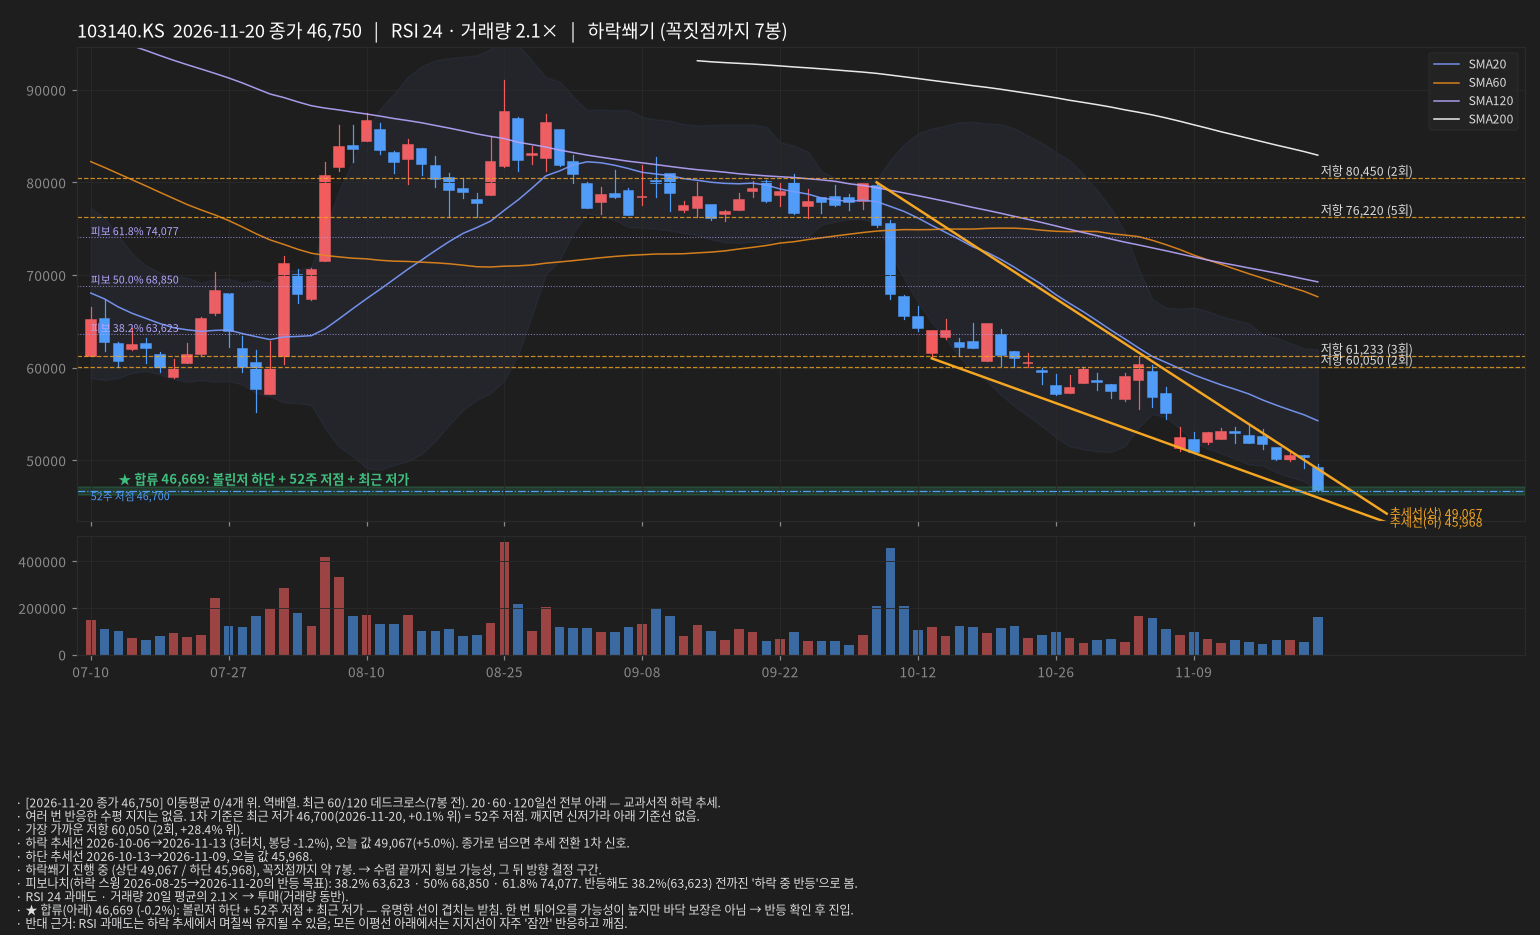 103140.KS 2026-11-20 종가 46,750 | RSI 24 · 거래량 2.1× | 하락쐐기 (꼭짓점까지 7봉)
SMA20
SMA60
SMA120
SMA200
90000
80000
70000
60000
50000
저항 80,450 (2회)
저항 76,220 (5회)
피보 61.8% 74,077
피보 50.0% 68,850
피보 38.2% 63,623
저항 61,233 (3회)
저항 60,050 (2회)
★ 합류 46,669: 볼린저 하단 + 52주 저점 + 최근 저가
52주 저점 46,700
추세선(상) 49,067
추세선(하) 45,968
400000
200000
0
07-10
07-27
08-10
08-25
09-08
09-22
10-12
10-26
11-09
· [2026-11-20 종가 46,750] 이동평균 0/4개 위. 역배열. 최근 60/120 데드크로스(7봉 전). 20·60·120일선 전부 아래 — 교과서적 하락 추세.
· 여러 번 반응한 수평 지지는 없음. 1차 기준은 최근 저가 46,700(2026-11-20, +0.1% 위) = 52주 저점. 깨지면 신저가라 아래 기준선 없음.
· 가장 가까운 저항 60,050 (2회, +28.4% 위).
· 하락 추세선 2026-10-06→2026-11-13 (3터치, 봉당 -1.2%), 오늘 값 49,067(+5.0%). 종가로 넘으면 추세 전환 1차 신호.
· 하단 추세선 2026-10-13→2026-11-09, 오늘 값 45,968.
· 하락쐐기 진행 중 (상단 49,067 / 하단 45,968), 꼭짓점까지 약 7봉. → 수렴 끝까지 횡보 가능성, 그 뒤 방향 결정 구간.
· 피보나치(하락 스윙 2026-08-25→2026-11-20의 반등 목표): 38.2% 63,623 · 50% 68,850 · 61.8% 74,077. 반등해도 38.2%(63,623) 전까진 '하락 중 반등'으로 봄.
· RSI 24 과매도 · 거래량 20일 평균의 2.1× → 투매(거래량 동반).
· ★ 합류(아래) 46,669 (-0.2%): 볼린저 하단 + 52주 저점 + 최근 저가 — 유명한 선이 겹치는 받침. 한 번 튀어오를 가능성이 높지만 바닥 보장은 아님 → 반등 확인 후 진입.
· 반대 근거: RSI 과매도는 하락 추세에서 며칠씩 유지될 수 있음; 모든 이평선 아래에서는 지지선이 자주 '잠깐' 반응하고 깨짐.